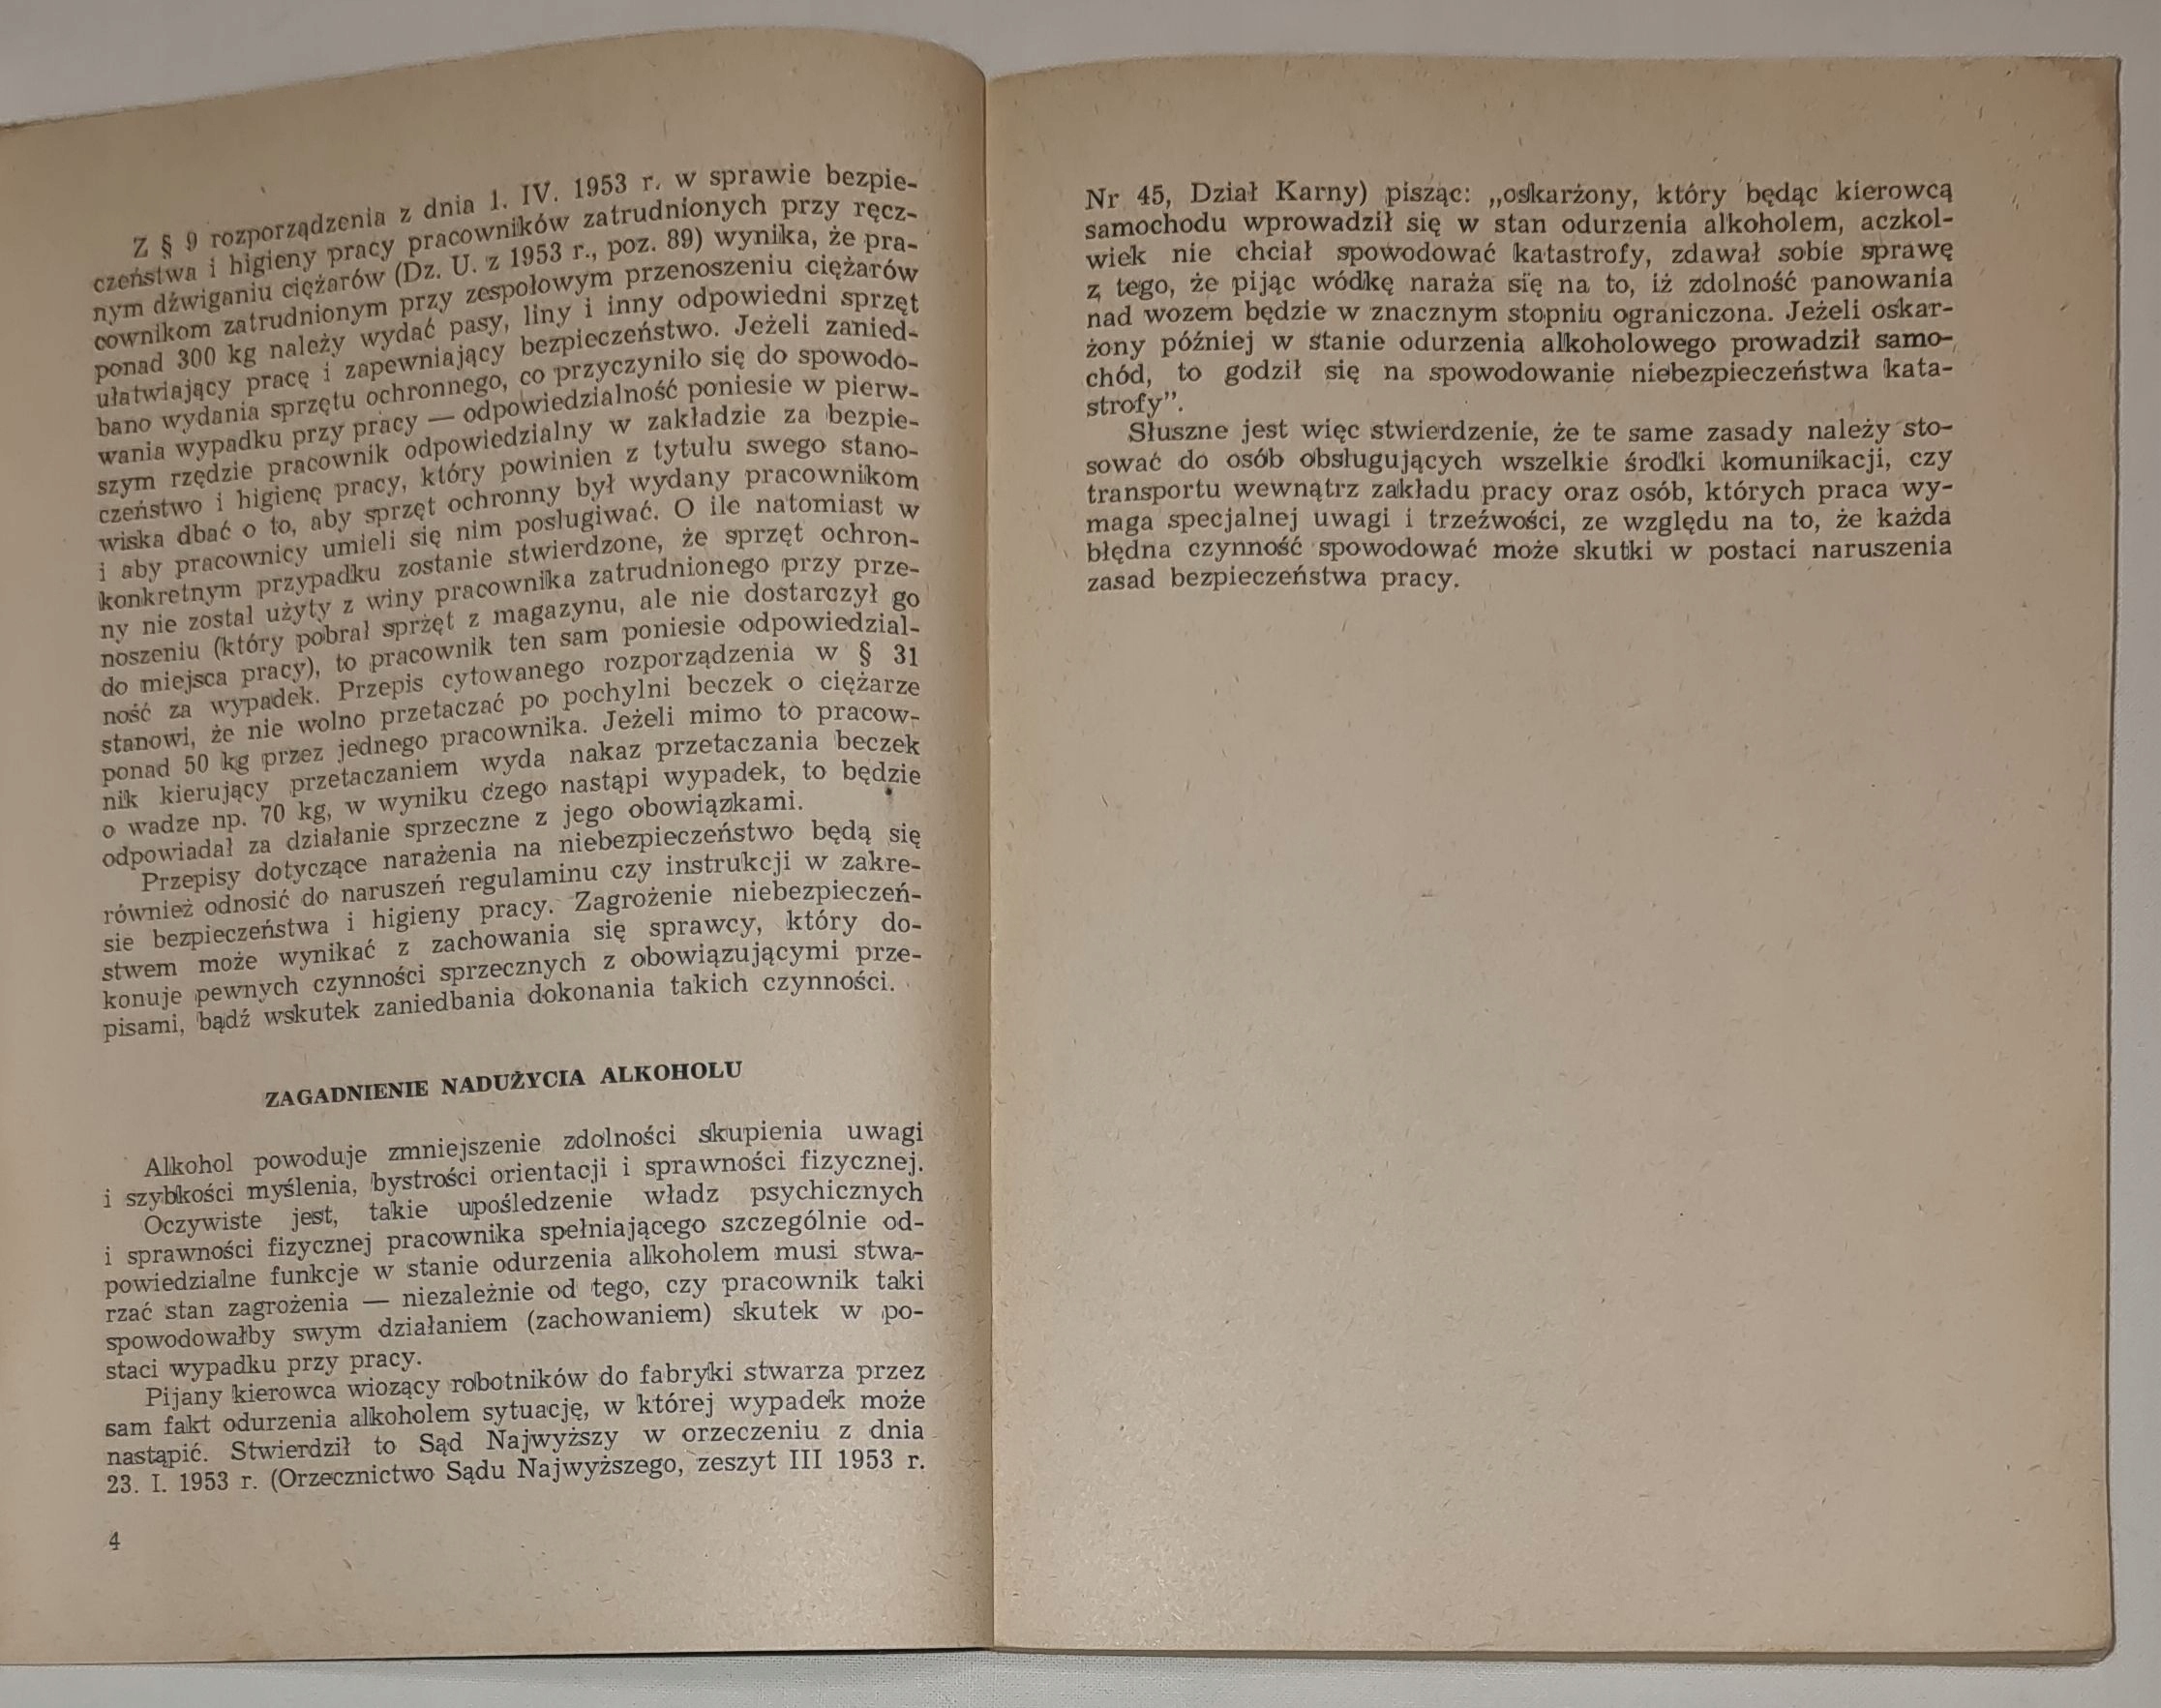 Z § 9 rozporządzenia z dnia 1. IV. 1953 r. w sprawie bezpie-
czeństwa i higieny pracy pracowników zatrudnionych przy ręcz-
nym dźwiganiu ciężarów (Dz. U. z 1953 r., poz. 89) wynika, że pra-
cownikom zatrudnionym przy zespołowym przenoszeniu ciężarów
ponad 300 kg należy wydać pasy, liny i inny odpowiedni sprzęt
ułatwiający pracę i zapewniający bezpieczeństwo. Jeżeli zanied-
bano wydania sprzętu ochronnego, co przyczyniło się do spowodo-
wania wypadku przy pracy — odpowiedzialność poniesie w pierw-
szym rzędzie pracownik odpowiedzialny w zakładzie za bezpie-
czeństwo i higienę pracy, który powinien z tytułu swego stano-
wiska dbać o to, aby sprzęt ochronny był wydany pracownikom
i aby pracownicy umieli się nim posługiwać. O ile natomiast w
konkretnym przypadku zostanie stwierdzone, że sprzęt ochron-
ny nie został użyty z winy pracownika zatrudnionego przy prze-
noszeniu (który pobrał sprzęt z magazynu, ale nie dostarczył go
do miejsca pracy), to pracownik ten sam poniesie odpowiedzial-
ność za wypadek. Przepis cytowanego rozporządzenia w § 31
stanowi, że nie wolno przetaczać po pochylni beczek o ciężarze
ponad 50 kg przez jednego pracownika. Jeżeli mimo to pracow-
nik kierujący przetaczaniem wyda nakaz przetaczania beczek
o wadze np. 70 kg, w wyniku czego nastąpi wypadek, to będzie
odpowiadał za działanie sprzeczne z jego obowiązkami.
Przepisy dotyczące narażenia na niebezpieczeństwo będą się
również odnosić do naruszeń regulaminu czy instrukcji w zakre-
sie bezpieczeństwa i higieny pracy. Zagrożenie niebezpieczeń-
stwem może wynikać z zachowania się sprawcy, który do-
konuje pewnych czynności sprzecznych z obowiązującymi prze-
pisami, bądź wskutek zaniedbania dokonania takich czynności.
ZAGADNIENIE NADUŻYCIA ALKOHOLU
Alkohol powoduje zmniejszenie zdolności skupienia uwagi
i szybkości myślenia, bystrości orientacji i sprawności fizycznej.
Oczywiste jest, takie upośledzenie władz psychicznych
i sprawności fizycznej pracownika spełniającego szczególnie od-
powiedzialne funkcje w stanie odurzenia alkoholem musi stwa-
rzać stan zagrożenia — niezależnie od tego, czy pracownik taki
spowodowałby swym działaniem (zachowaniem) skutek w po-
staci wypadku przy pracy.
Pijany kierowca wiozący robotników do fabryki stwarza przez
sam fakt odurzenia alkoholem sytuację, w której wypadek może
nastąpić. Stwierdził to Sąd Najwyższy w orzeczeniu z dnia
23. I. 1953 r. (Orzecznictwo Sądu Najwyższego, zeszyt III 1953 r.
4
Nr 45, Dział Karny) pisząc: „oskarżony, który będąc kierowcą
samochodu wprowadził się w stan odurzenia alkoholem, aczkol-
wiek nie chciał spowodować katastrofy, zdawał sobie sprawę
z tego, że pijąc wódkę naraża się na to, iż zdolność panowania
nad wozem będzie w znacznym stopniu ograniczona. Jeżeli oskar-
żony później w stanie odurzenia alkoholowego prowadził samo-
chód, to godził się na spowodowanie niebezpieczeństwa kata-
strofy”.
Słuszne jest więc stwierdzenie, że te same zasady należy sto-
sować do osób obsługujących wszelkie środki komunikacji, czy
transportu wewnątrz zakładu pracy oraz osób, których praca wy-
maga specjalnej uwagi i trzeźwości, ze względu na to, że każda
błędna czynność spowodować może skutki w postaci naruszenia
zasad bezpieczeństwa pracy.